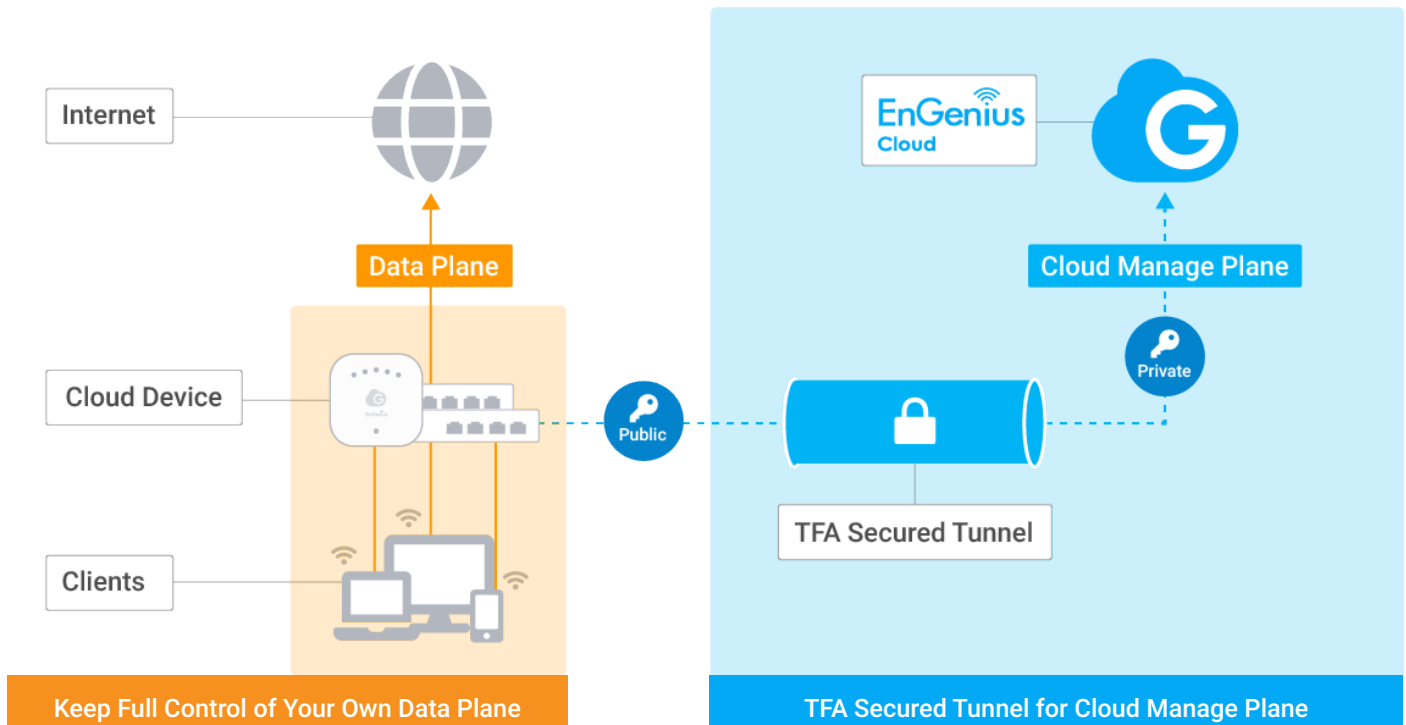 Internet
EnGenius
Cloud
G
Data Plane
Cloud Manage Plane
Private
Cloud Device
G
EnGenius
Public
TFA Secured Tunnel
Clients
Keep Full Control of Your Own Data Plane
TFA Secured Tunnel for Cloud Manage Plane